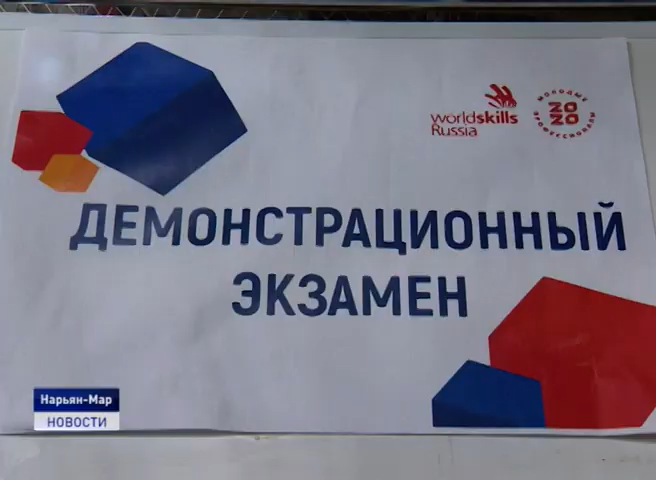 worldskills
Russia
МОЛОДЫЕ
2020
ПРОФЕССИОНАЛЫ
ДЕМОНСТРАЦИОННЫЙ
ЭКЗАМЕН
Нарьян-Мар
НОВОСТИ